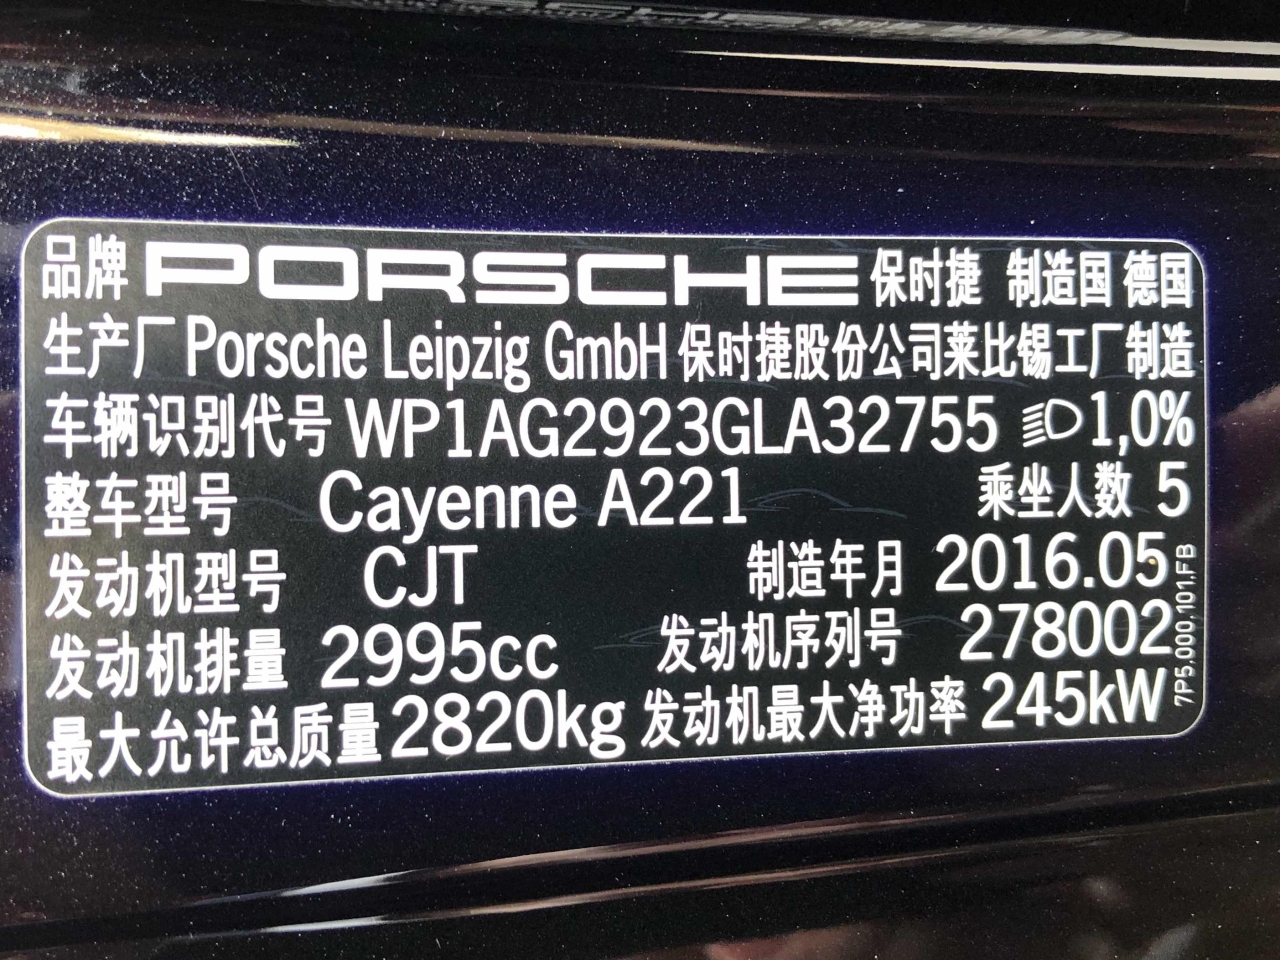 品牌 PORSCHE 保时捷 制造国 德国
生产厂 Porsche Leipzig GmbH 保时捷股份公司莱比锡工厂制造
车辆识别代号 WP1AG2923GLA32755 1,0%
整车型号 Cayenne A221 乘坐人数 5
发动机型号 CJT 制造年月 2016.05
发动机排量 2995cc 发动机序列号 278002
最大允许总质量 2820kg 发动机最大净功率 245kW
7P5.000.101.FB